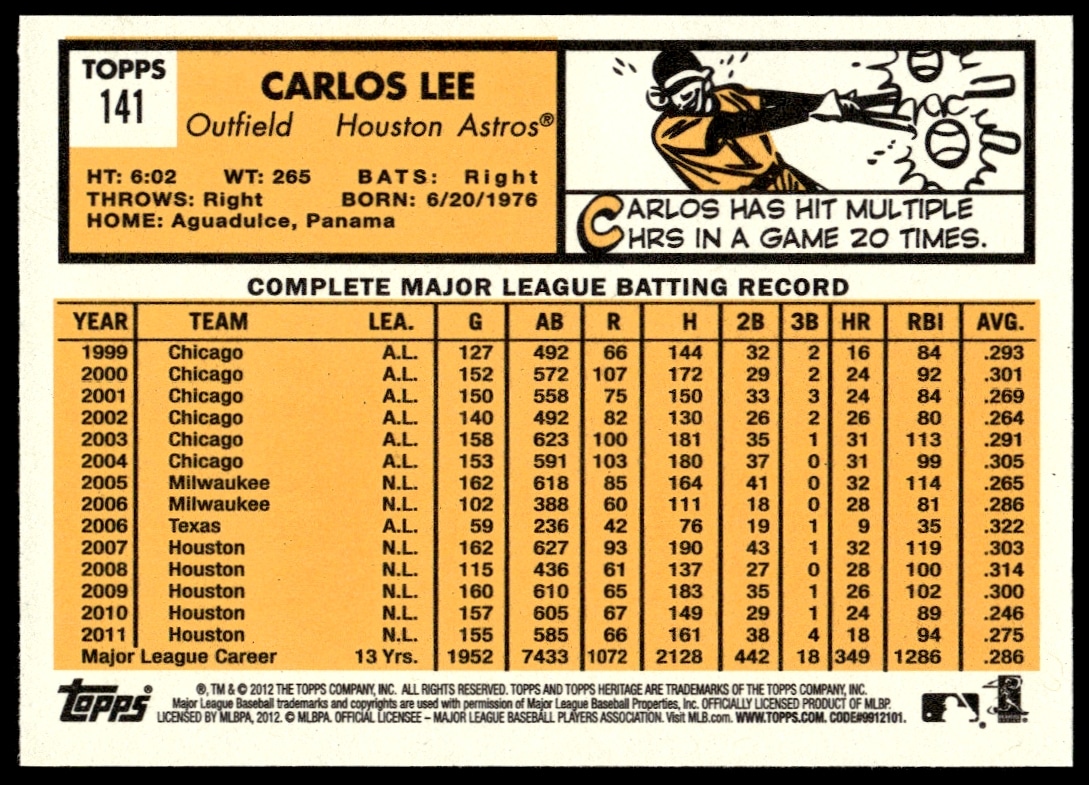 TOPPS
141
CARLOS LEE
Outfield Houston Astros®
HT: 6:02 WT: 265 BATS: Right
THROWS: Right BORN: 6/20/1976
HOME: Aguadulce, Panama
CARLOS HAS HIT MULTIPLE
HRS IN A GAME 20 TIMES.
COMPLETE MAJOR LEAGUE BATTING RECORD
YEAR TEAM LEA. G AB R H 2B 3B HR RBI AVG.
1999 Chicago A.L. 127 492 66 144 32 2 16 84 .293
2000 Chicago A.L. 152 572 107 172 29 2 24 92 .301
2001 Chicago A.L. 150 558 75 150 33 3 24 84 .269
2002 Chicago A.L. 140 492 82 130 26 2 26 80 .264
2003 Chicago A.L. 158 623 100 181 35 1 31 113 .291
2004 Chicago A.L. 153 591 103 180 37 0 31 99 .305
2005 Milwaukee N.L. 162 618 85 164 41 0 32 114 .265
2006 Milwaukee N.L. 102 388 60 111 18 0 28 81 .286
2006 Texas A.L. 59 236 42 76 19 1 9 35 .322
2007 Houston N.L. 162 627 93 190 43 1 32 119 .303
2008 Houston N.L. 115 436 61 137 27 0 28 100 .314
2009 Houston N.L. 160 610 65 183 35 1 26 102 .300
2010 Houston N.L. 157 605 67 149 29 1 24 89 .246
2011 Houston N.L. 155 585 66 161 38 4 18 94 .275
Major League Career 13 Yrs. 1952 7433 1072 2128 442 18 349 1286 .286
Topps®
®, TM & © 2012 THE TOPPS COMPANY, INC. ALL RIGHTS RESERVED. TOPPS AND TOPPS HERITAGE ARE TRADEMARKS OF THE TOPPS COMPANY, INC.
Major League Baseball trademarks and copyrights are used with permission of Major League Baseball Properties, Inc. OFFICIALLY LICENSED PRODUCT OF MLBP.
LICENSED BY MLBPA, 2012. © MLBPA. OFFICIAL LICENSEE – MAJOR LEAGUE BASEBALL PLAYERS ASSOCIATION. Visit MLB.com. WWW.TOPPS.COM. CODE#9912101.